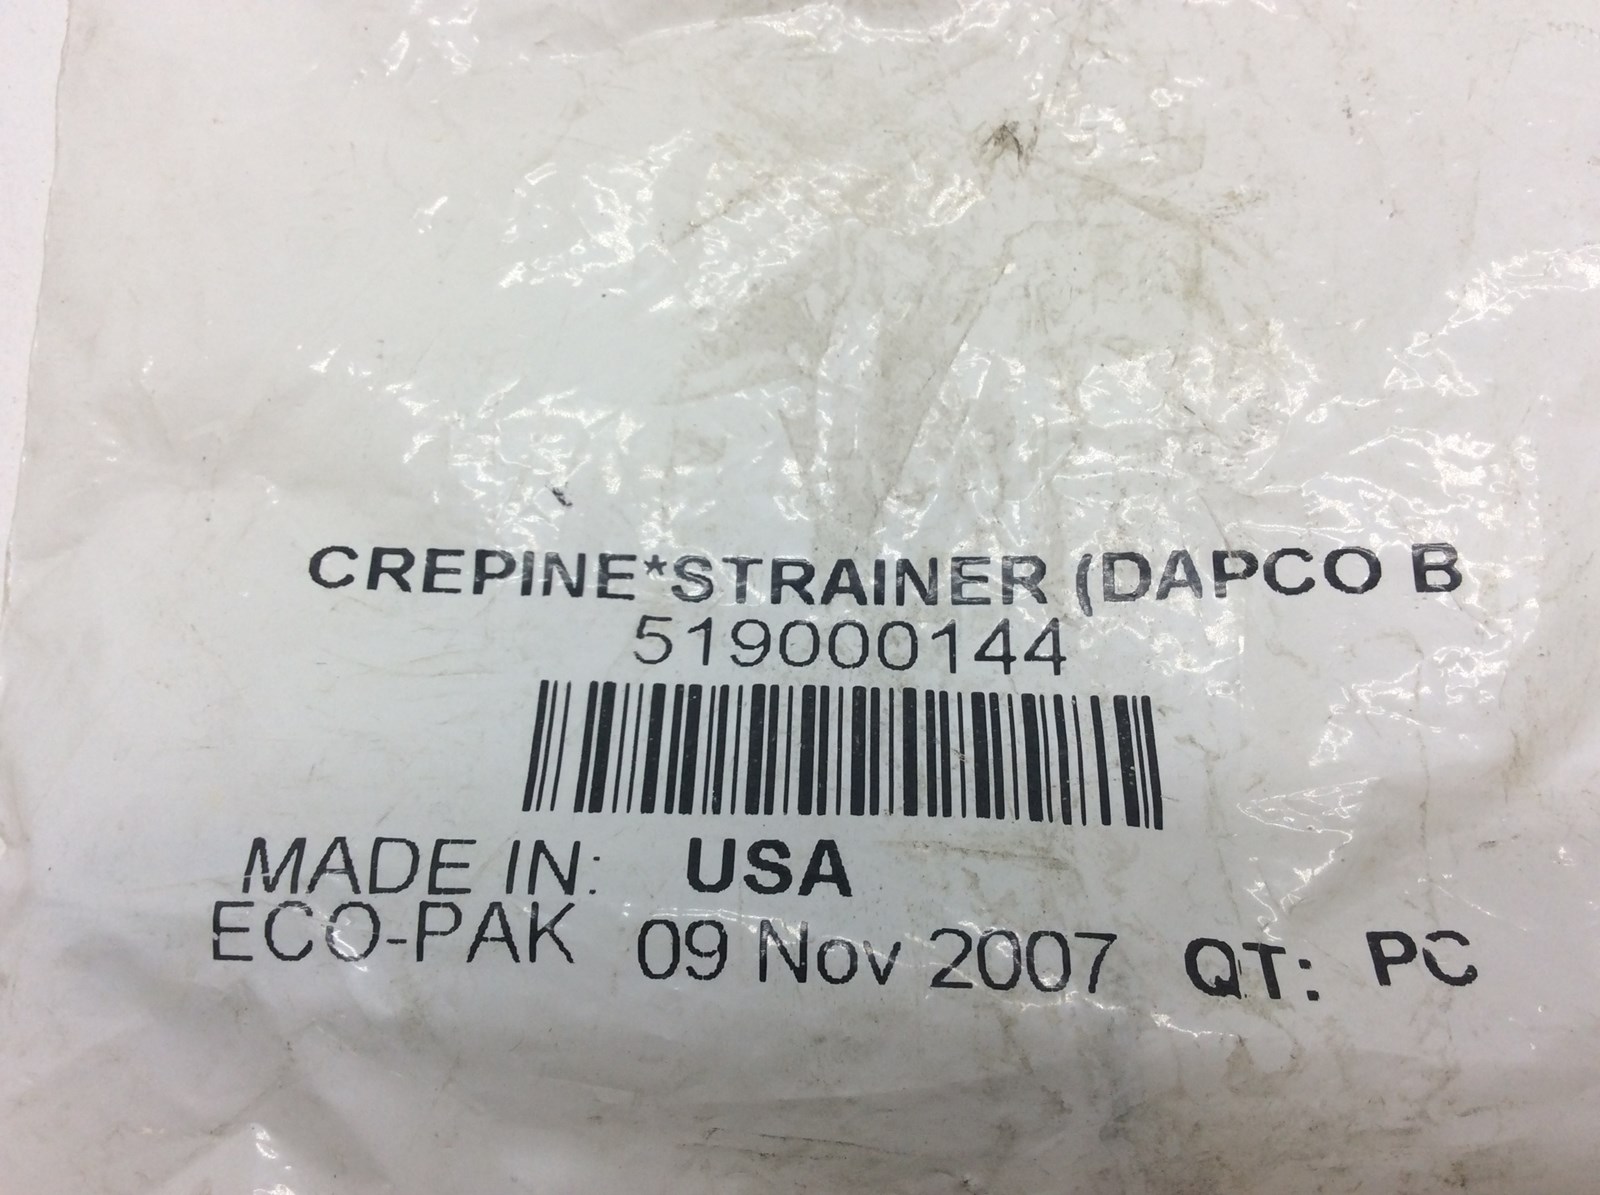 CREPINE*STRAINER (DAPCO B
519000144
MADE IN: USA
ECO-PAK 09 Nov 2007 QT: PC